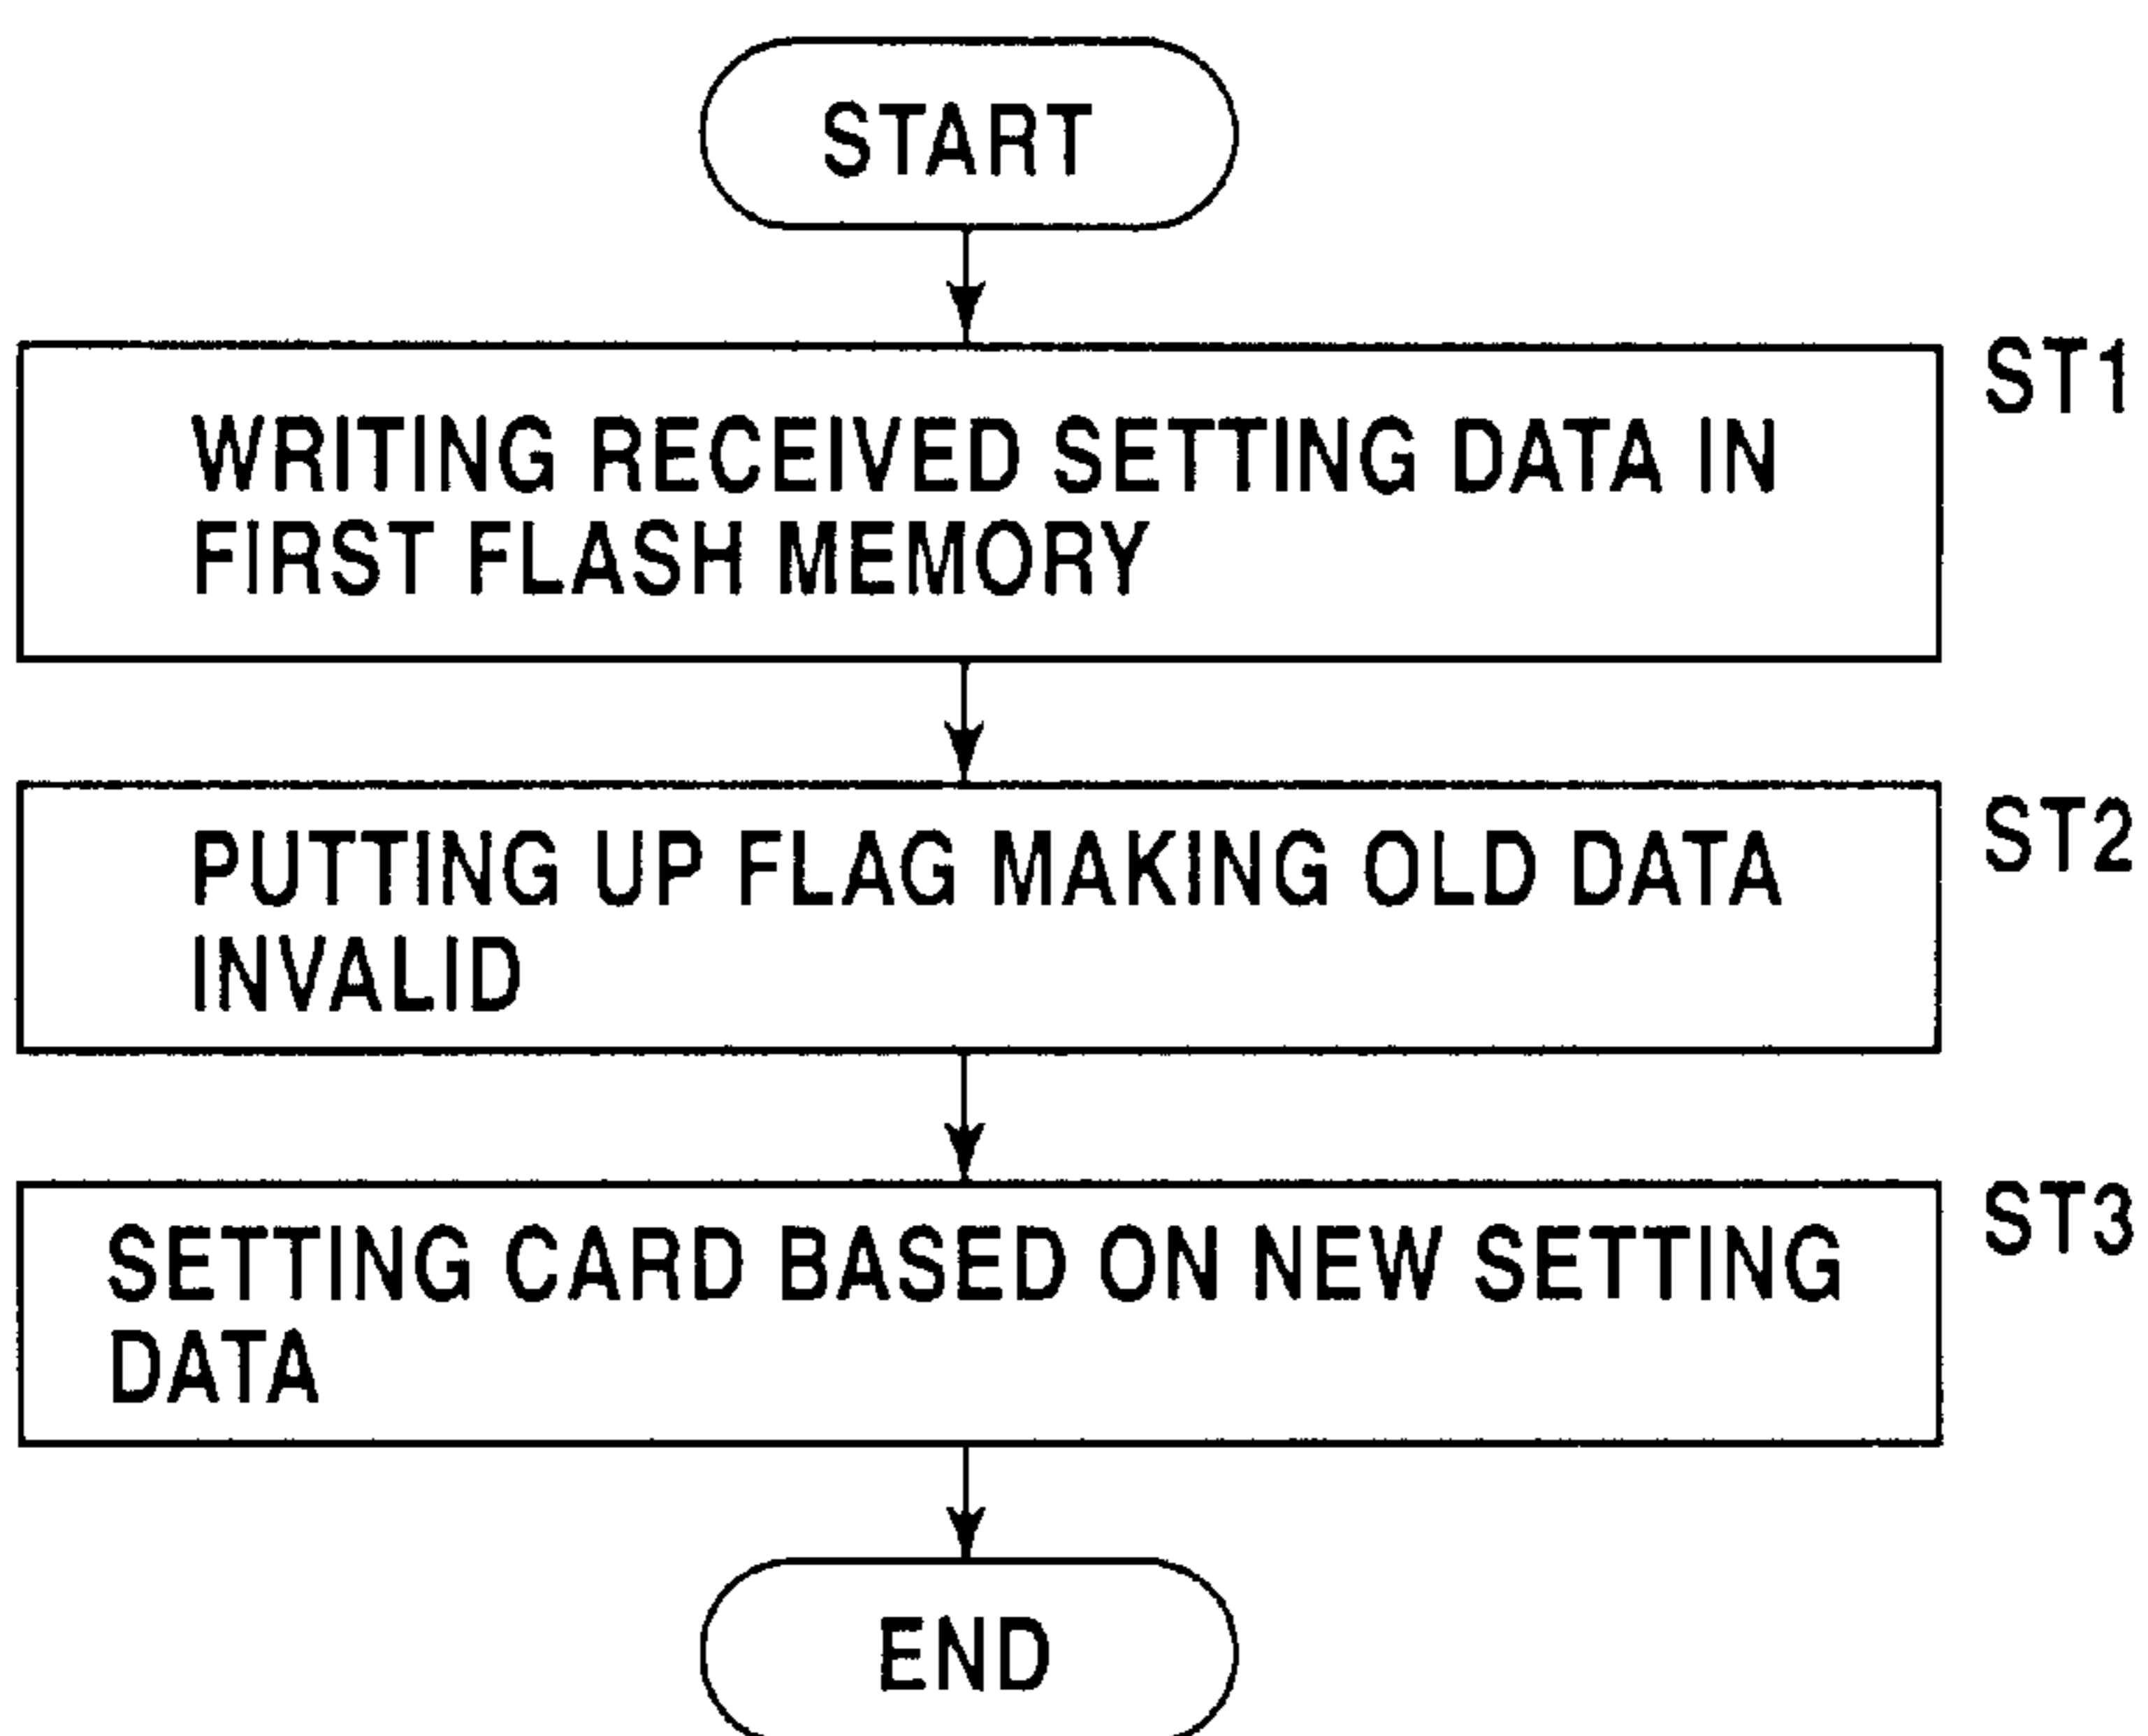 START
ST1
WRITING RECEIVED SETTING DATA IN
FIRST FLASH MEMORY
ST2
PUTTING UP FLAG MAKING OLD DATA
INVALID
ST3
SETTING CARD BASED ON NEW SETTING
DATA
END